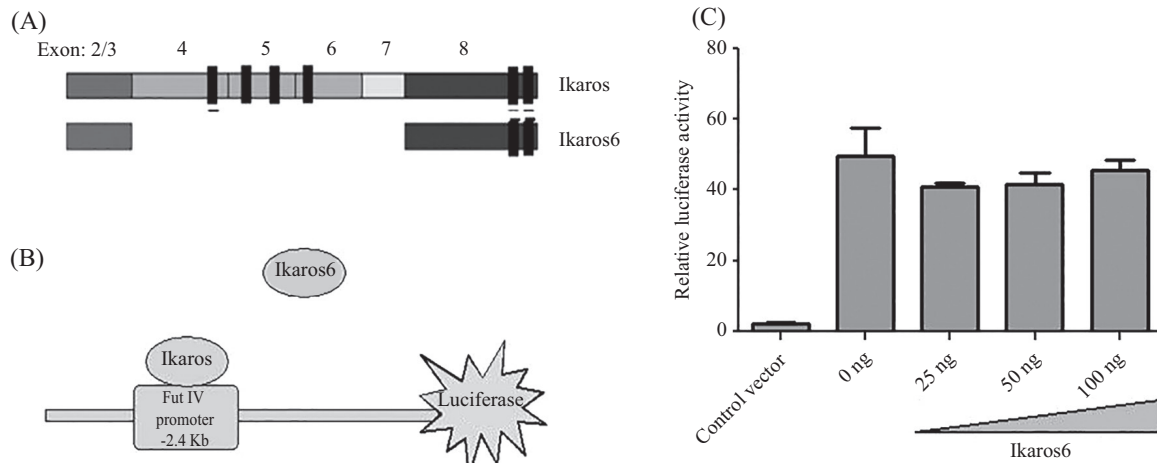 (A)
Exon: 2/3 4 5 6 7 8
Ikaros
Ikaros6
(B)
Ikaros6
Ikaros
Fut IV
promoter
-2.4 Kb
Luciferase
(C)
Relative luciferase activity
80
60
40
20
0
Control vector
0 ng
25 ng
50 ng
100 ng
Ikaros6